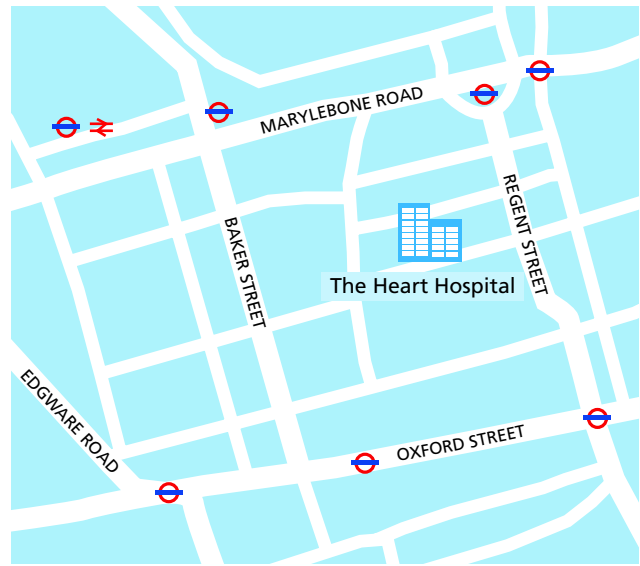 MARYLEBONE ROAD
REGENT STREET
BAKER STREET
The Heart Hospital
EDGWARE ROAD
OXFORD STREET